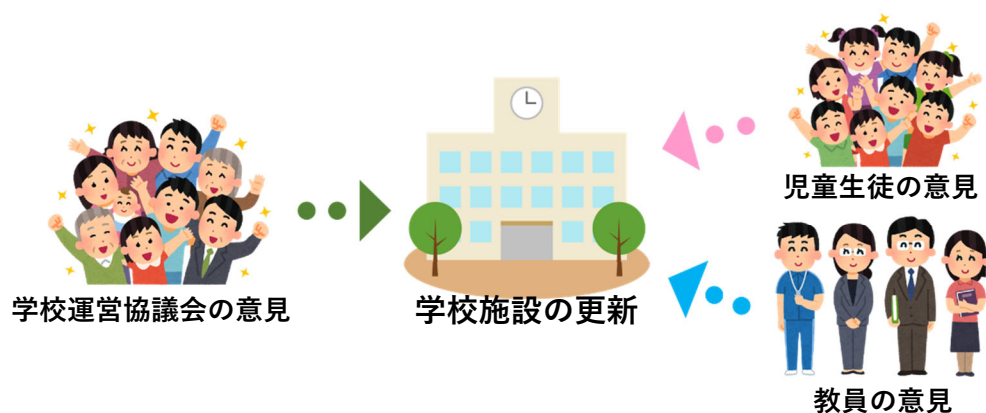 学校運営協議会の意見
学校施設の更新
児童生徒の意見
教員の意見